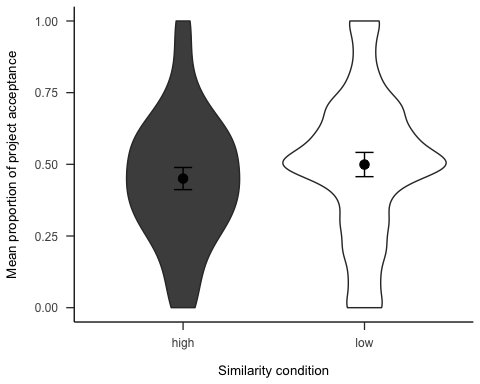 Mean proportion of project acceptance
1.00
0.75
0.50
0.25
0.00
high low
Similarity condition